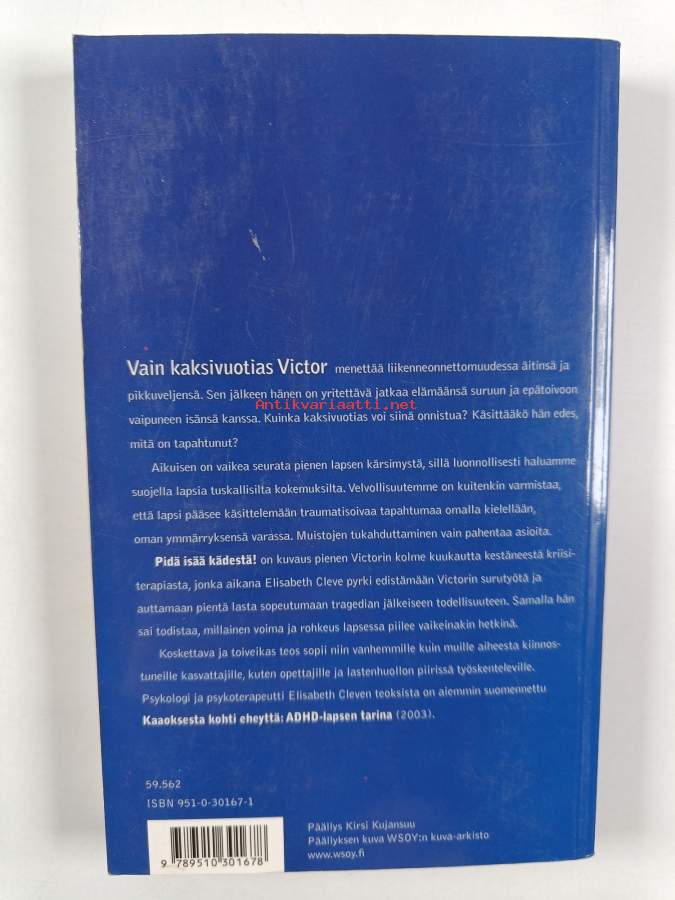 Vain kaksivuotias Victor menettää liikenneonnettomuudessa äitinsä ja
pikkuveljensä. Sen jälkeen hänen on yritettävä jatkaa elämäänsä suruun ja epätoivoon
Antikvariaatti.net
vaipuneen isänsä kanssa. Kuinka kaksivuotias voi siinä onnistua? Käsittääkö hän edes,
mitä on tapahtunut?
Aikuisen on vaikea seurata pienen lapsen kärsimystä, sillä luonnollisesti haluamme
suojella lapsia tuskallisilta kokemuksilta. Velvollisuutemme on kuitenkin varmistaa,
että lapsi pääsee käsittelemään traumatisoivaa tapahtumaa omalla kielellään,
oman ymmärryksensä varassa. Muistojen tukahduttaminen vain pahentaa asioita.
Pidä isää kädestä! on kuvaus pienen Victorin kolme kuukautta kestäneestä kriisi-
terapiasta, jonka aikana Elisabeth Cleve pyrki edistämään Victorin surutyötä ja
auttamaan pientä lasta sopeutumaan tragedian jälkeiseen todellisuuteen. Samalla hän
sai todistaa, millainen voima ja rohkeus lapsessa piilee vaikeinakin hetkinä.
Koskettava ja toiveikas teos sopii niin vanhemmille kuin muille aiheesta kiinnos-
tuneille kasvattajille, kuten opettajille ja lastenhuollon piirissä työskenteleville.
Psykologi ja psykoterapeutti Elisabeth Cleven teoksista on aiemmin suomennettu
Kaaoksesta kohti eheyttä: ADHD-lapsen tarina (2003).
59.562
ISBN 951-0-30167-1
9 789510 301678
Päällys Kirsi Kujansuu
Päällyksen kuva WSOY:n kuva-arkisto
www.wsoy.fi